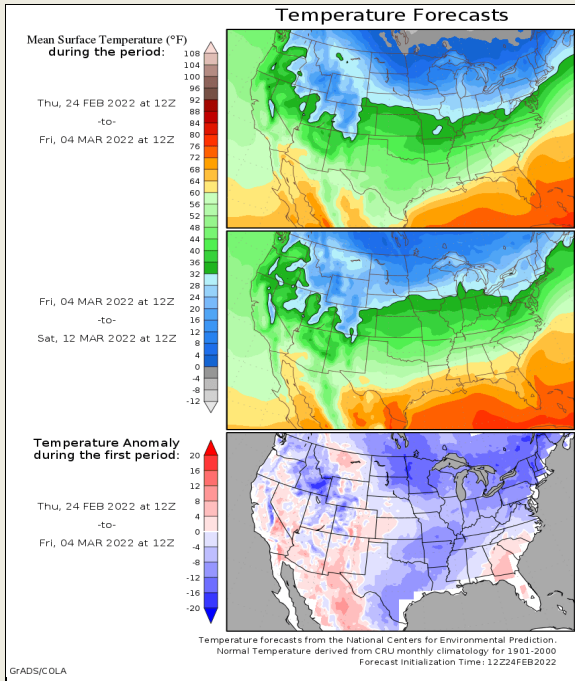 Temperature Forecasts
Mean Surface Temperature (°F)
during the period:
Thu, 24 FEB 2022 at 12Z
-to-
Fri, 04 MAR 2022 at 12Z
108
104
100
96
92
88
84
80
76
72
68
64
60
56
52
48
44
40
36
32
28
24
20
16
12
8
4
0
-4
-8
-12
Fri, 04 MAR 2022 at 12Z
-to-
Sat, 12 MAR 2022 at 12Z
Temperature Anomaly
during the first period:
Thu, 24 FEB 2022 at 12Z
-to-
Fri, 04 MAR 2022 at 12Z
20
16
12
8
4
0
-4
-8
-12
-16
-20
Temperature forecasts from the National Centers for Environmental Prediction.
Normal Temperature derived from CRU monthly climatology for 1901-2000
Forecast Initialization Time: 12Z24FEB2022
GrADS/COLA